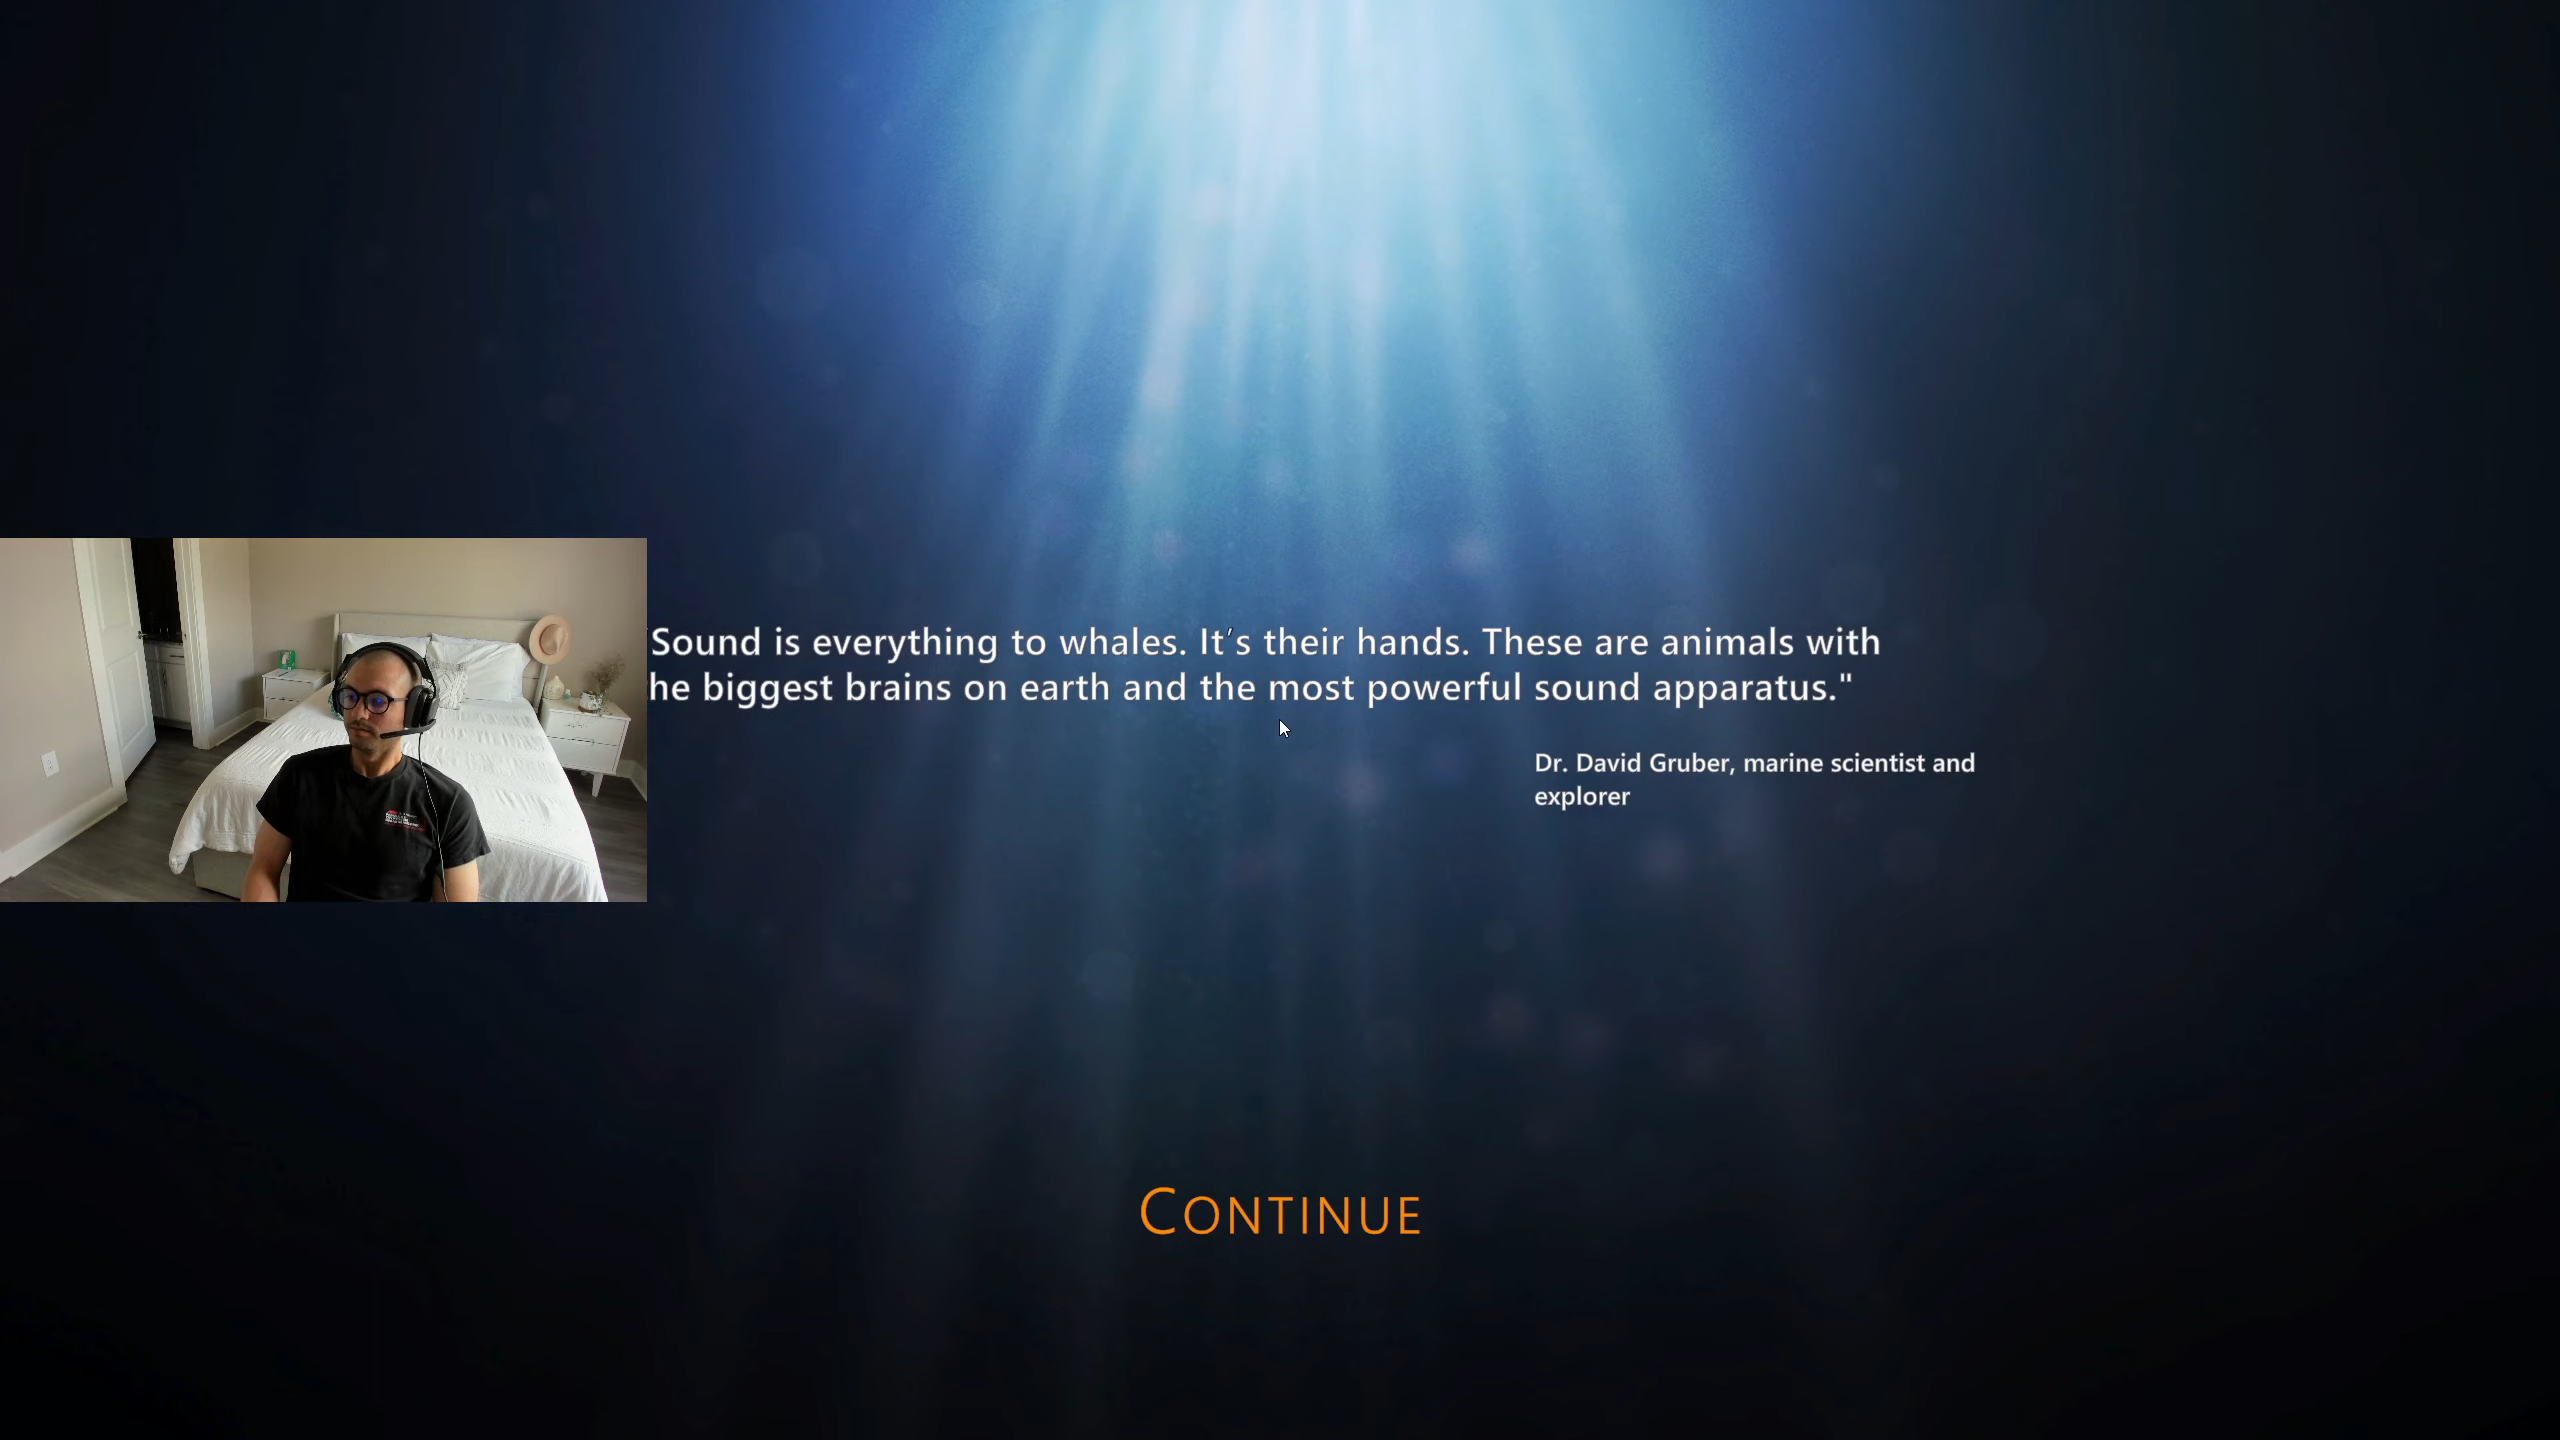 Sound is everything to whales. It’s their hands. These are animals with
he biggest brains on earth and the most powerful sound apparatus."
Dr. David Gruber, marine scientist and
explorer
CONTINUE